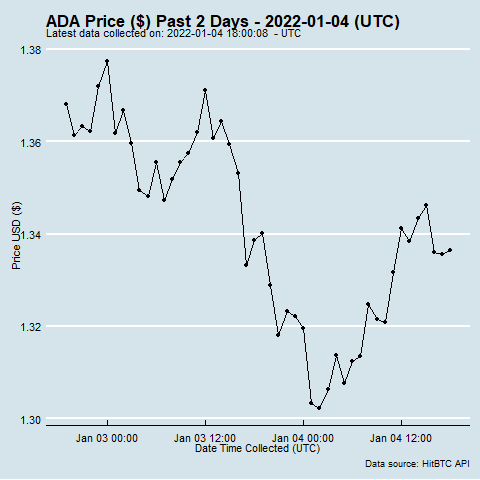 ADA Price ($) Past 2 Days - 2022-01-04 (UTC)
Latest data collected on: 2022-01-04 18:00:08  - UTC
1.38
1.36
1.34
1.32
1.30
Price USD ($)
Jan 03 00:00 Jan 03 12:00 Jan 04 00:00 Jan 04 12:00
Date Time Collected (UTC)
Data source: HitBTC API